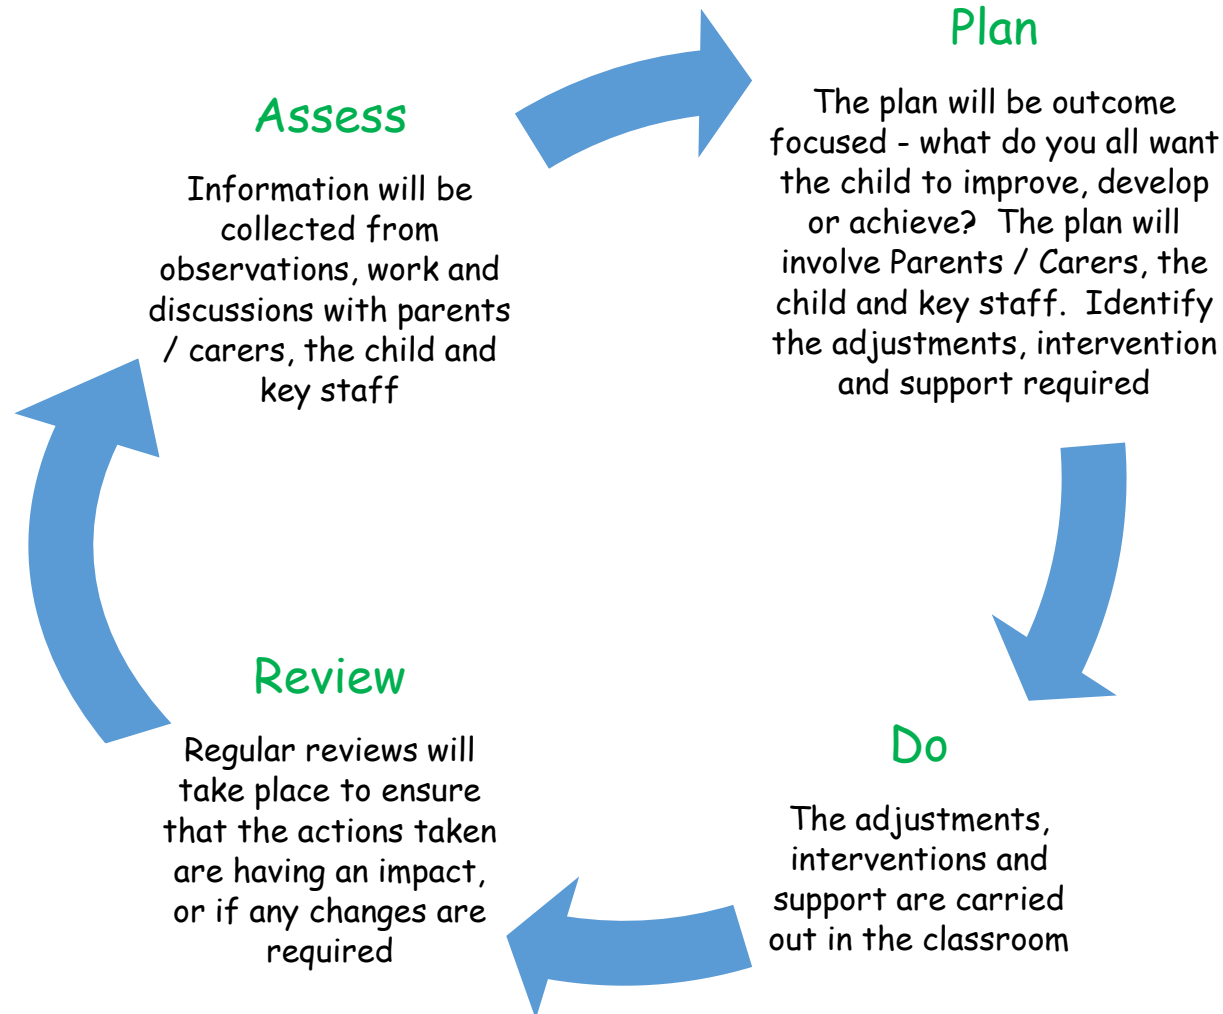 Assess
Information will be
collected from
observations, work and
discussions with parents
/ carers, the child and
key staff
Plan
The plan will be outcome
focused - what do you all want
the child to improve, develop
or achieve?  The plan will
involve Parents / Carers, the
child and key staff.  Identify
the adjustments, intervention
and support required
Do
The adjustments,
interventions and
support are carried
out in the classroom
Review
Regular reviews will
take place to ensure
that the actions taken
are having an impact,
or if any changes are
required